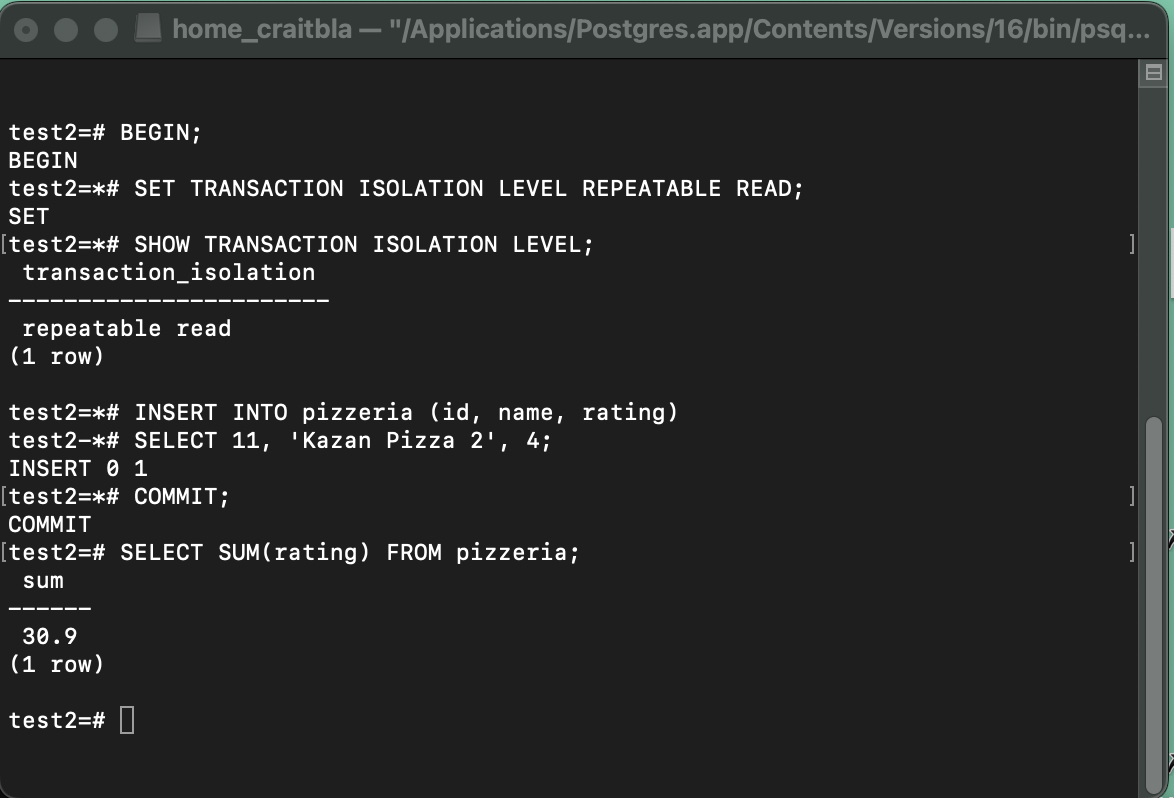 home_craitbla — "/Applications/Postgres.app/Contents/Versions/16/bin/psq...
test2=# BEGIN;
BEGIN
test2=*# SET TRANSACTION ISOLATION LEVEL REPEATABLE READ;
SET
[test2=*# SHOW TRANSACTION ISOLATION LEVEL; ]
transaction_isolation
-----------------------
repeatable read
(1 row)
test2=*# INSERT INTO pizzeria (id, name, rating)
test2-*# SELECT 11, 'Kazan Pizza 2', 4;
INSERT 0 1
[test2=*# COMMIT; ]
COMMIT
[test2=# SELECT SUM(rating) FROM pizzeria; ]
sum
------
30.9
(1 row)
test2=#